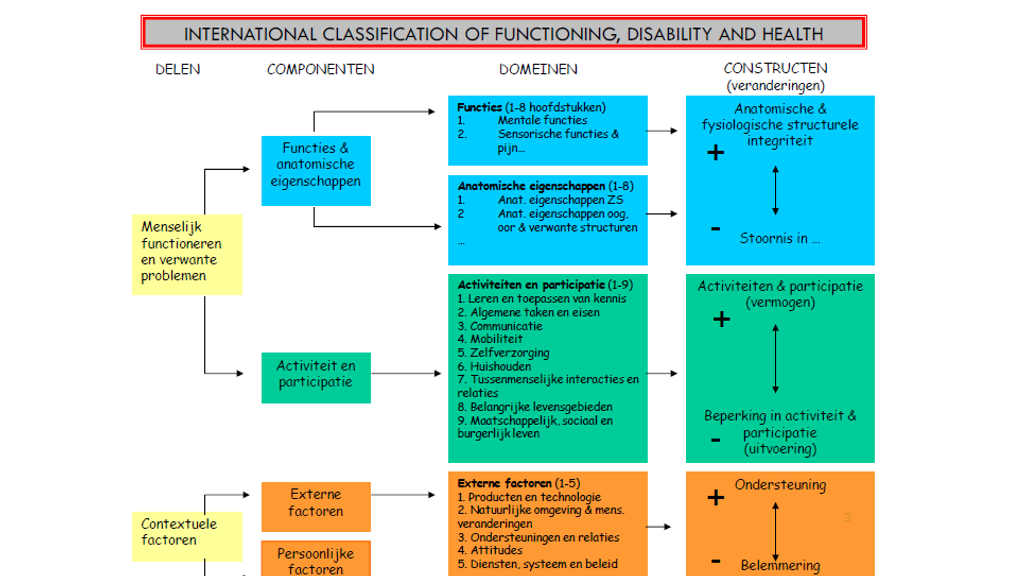 INTERNATIONAL CLASSIFICATION OF FUNCTIONING, DISABILITY AND HEALTH
DELEN
COMPONENTEN
DOMEINEN
CONSTRUCTEN
(veranderingen)
Menselijk
functioneren
en verwante
problemen
Functies &
anatomische
eigenschappen
Functies (1-8 hoofdstukken)
1. Mentale functies
2. Sensorische functies &
pijn...
Anatomische &
fysiologische structurele
integriteit
+
-
Stoornis in ...
Anatomische eigenschappen (1-8)
1. Anat. eigenschappen ZS
2 Anat. eigenschappen oog,
oor & verwante structuren
...
Activiteit en
participatie
Activiteiten en participatie (1-9)
1. Leren en toepassen van kennis
2. Algemene taken en eisen
3. Communicatie
4. Mobiliteit
5. Zelfverzorging
6. Huishouden
7. Tussenmenselijke interacties en
relaties
8. Belangrijke levensgebieden
9. Maatschappelijk, sociaal en
burgerlijk leven
Activiteiten & participatie
(vermogen)
+
Beperking in activiteit &
- participatie
(uitvoering)
Contextuele
factoren
Externe
factoren
Persoonlijke
factoren
Externe factoren (1-5)
1. Producten en technologie
2. Natuurlijke omgeving & mens.
veranderingen
3. Ondersteuningen en relaties
4. Attitudes
5. Diensten, systeem en beleid
Ondersteuning
+
3
-
Belemmering